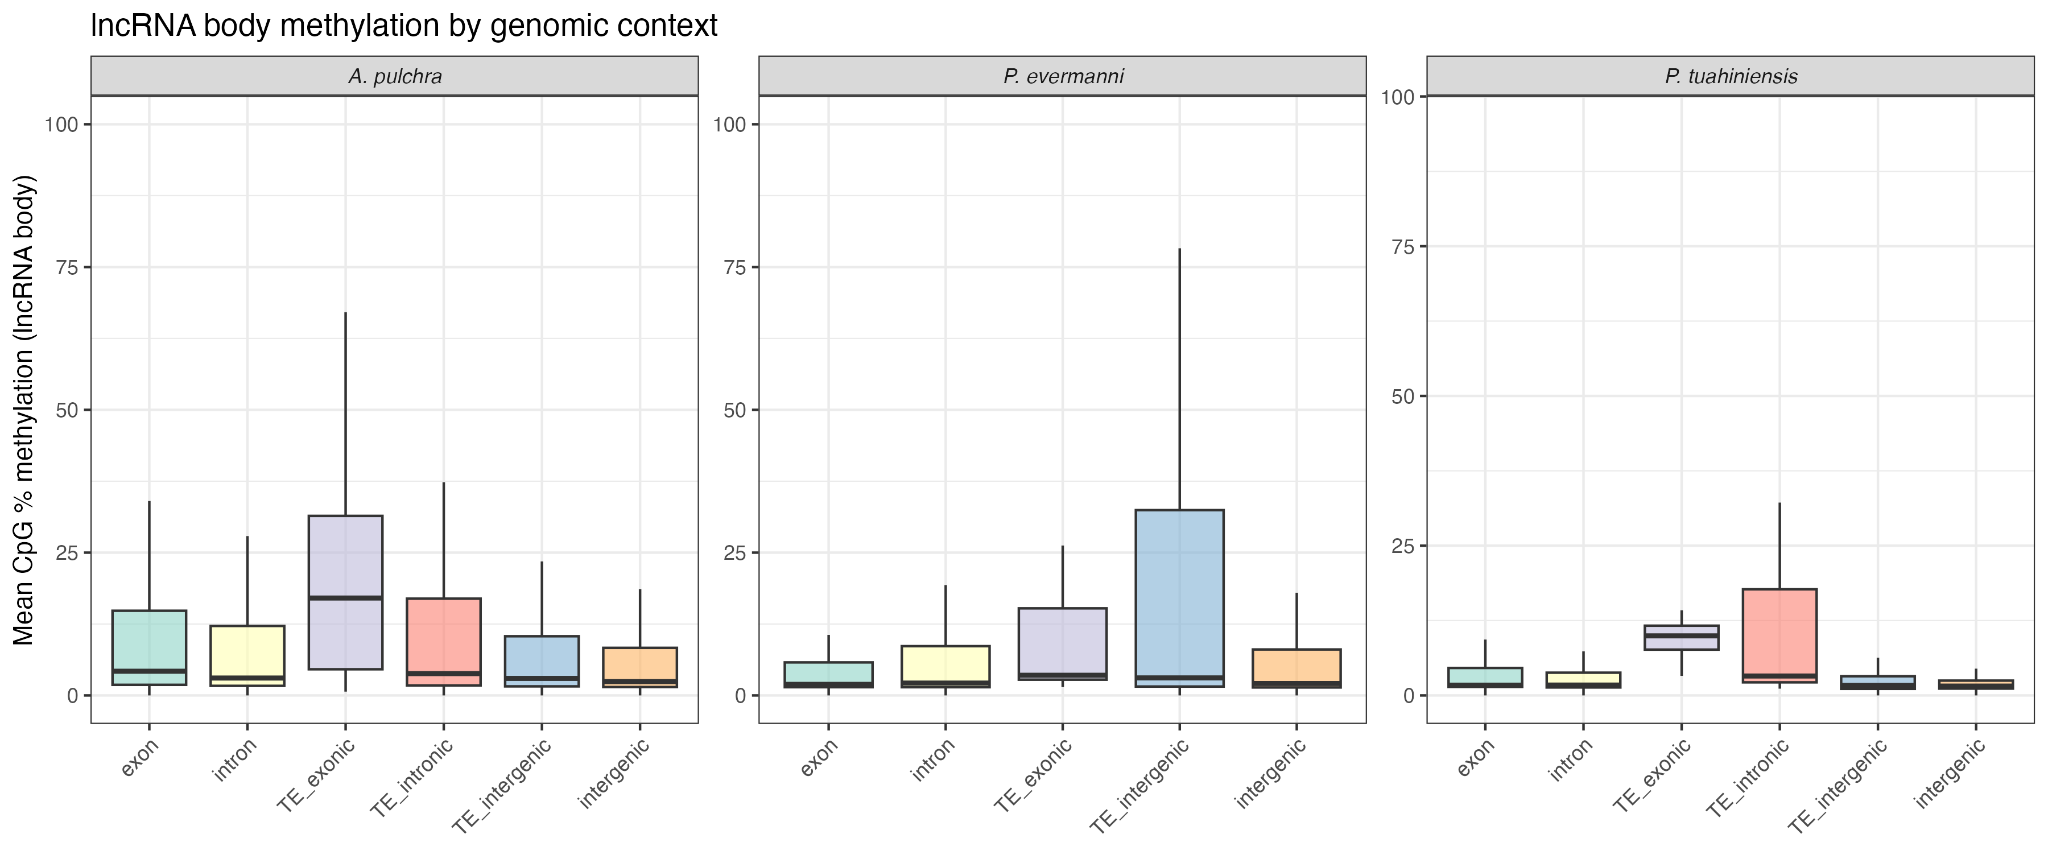 lncRNA body methylation by genomic context
A. pulchra
P. evermanni
P. tuahiniensis
Mean CpG % methylation (lncRNA body)
100
75
50
25
0
100
75
50
25
0
100
75
50
25
0
exon
intron
TE_exonic
TE_intronic
TE_intergenic
intergenic
exon
intron
TE_exonic
TE_intergenic
intergenic
exon
intron
TE_exonic
TE_intronic
TE_intergenic
intergenic